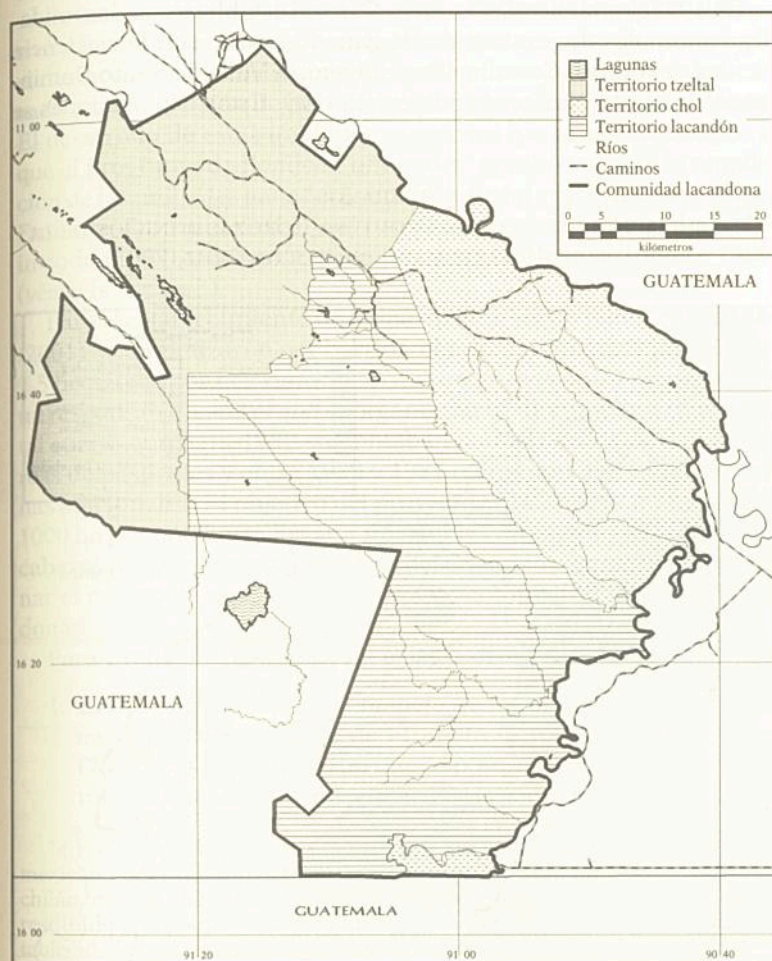 Lagunas
Territorio tzeltal
Territorio chol
Territorio lacandón
Ríos
Caminos
Comunidad lacandona
0 5 10 15 20
kilómetros
GUATEMALA
11 00
16 40
16 20
GUATEMALA
GUATEMALA
16 00
91 20
91 00
90 40